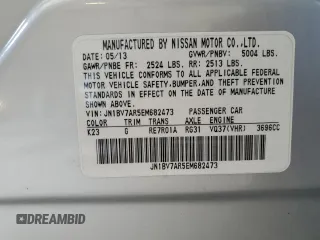 MANUFACTURED BY NISSAN MOTOR CO.,LTD.
DATE: 05/13 GVWR/PNBV: 5004 LBS.
GAWR/PNBE FR: 2524 LBS. RR: 2513 LBS.
THIS VEHICLE CONFORMS TO ALL APPLICABLE
FEDERAL MOTOR VEHICLE
SAFETY, BUMPER, AND THEFT PREVENTION
STANDARDS IN EFFECT ON THE DATE OF
MANUFACTURE SHOWN ABOVE.
VIN: JN1BV7AR5EM682473 PASSENGER CAR
COLOR TRIM TRANS AXLE ENGINE
K23 G RE7R01A RG31 VQ37(VHR) 3696CC
JN1BV7AR5EM682473
DREAMBID